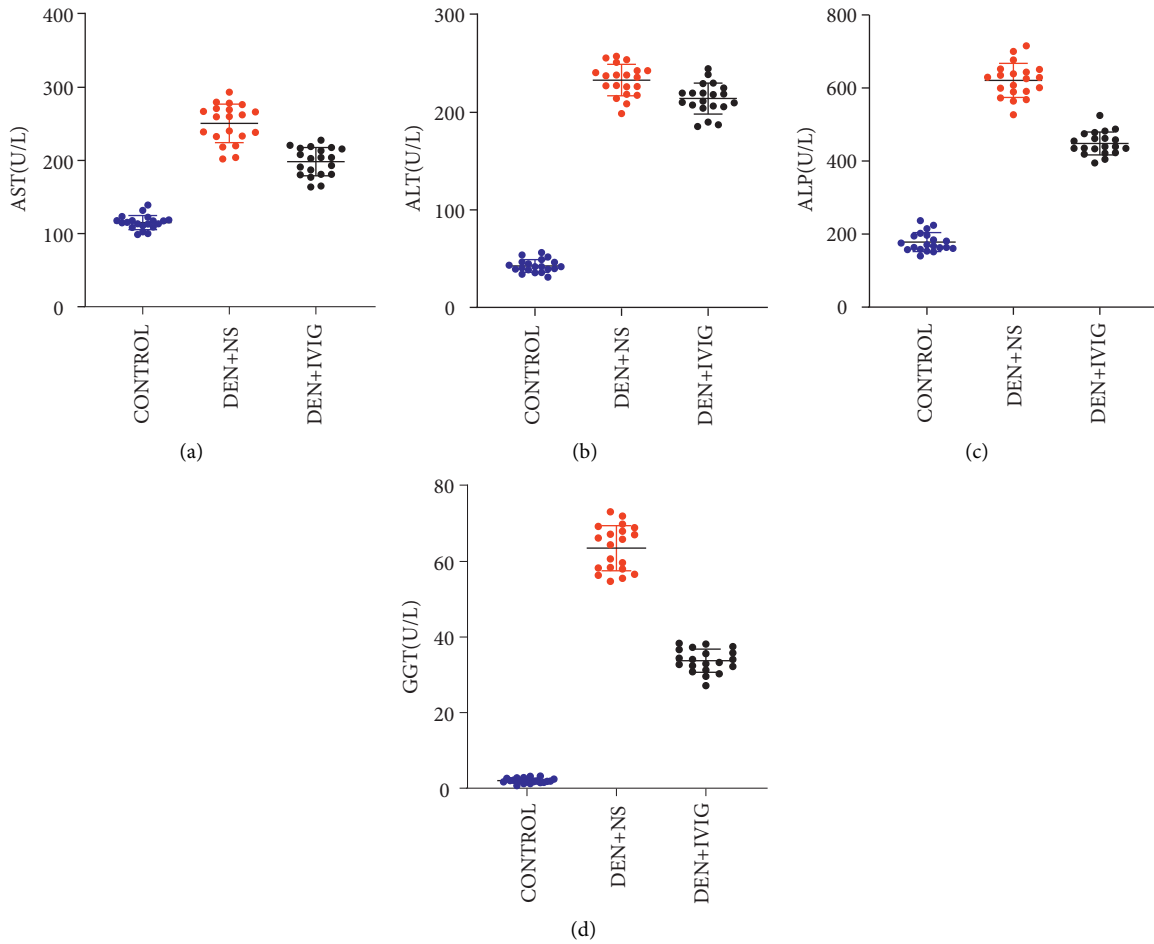 AST(U/L)
400
300
200
100
0
CONTROL
DEN+NS
DEN+IVIG
(a)
ALT(U/L)
300
200
100
0
CONTROL
DEN+NS
DEN+IVIG
(b)
ALP(U/L)
800
600
400
200
0
CONTROL
DEN+NS
DEN+IVIG
(c)
GGT(U/L)
80
60
40
20
0
CONTROL
DEN+NS
DEN+IVIG
(d)